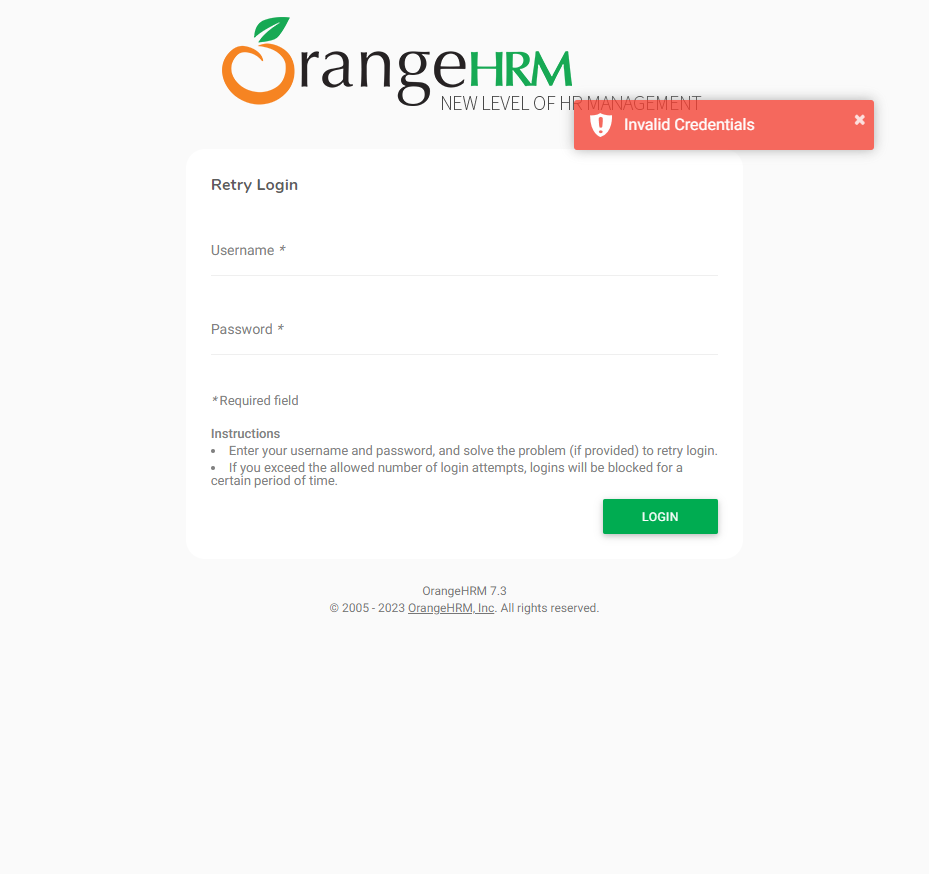 OrangeHRM
NEW LEVEL OF HR MANAGEMENT
Invalid Credentials
Retry Login
Username *
Password *
* Required field
Instructions
• Enter your username and password, and solve the problem (if provided) to retry login.
• If you exceed the allowed number of login attempts, logins will be blocked for a
certain period of time.
LOGIN
OrangeHRM 7.3
© 2005 - 2023 OrangeHRM, Inc. All rights reserved.